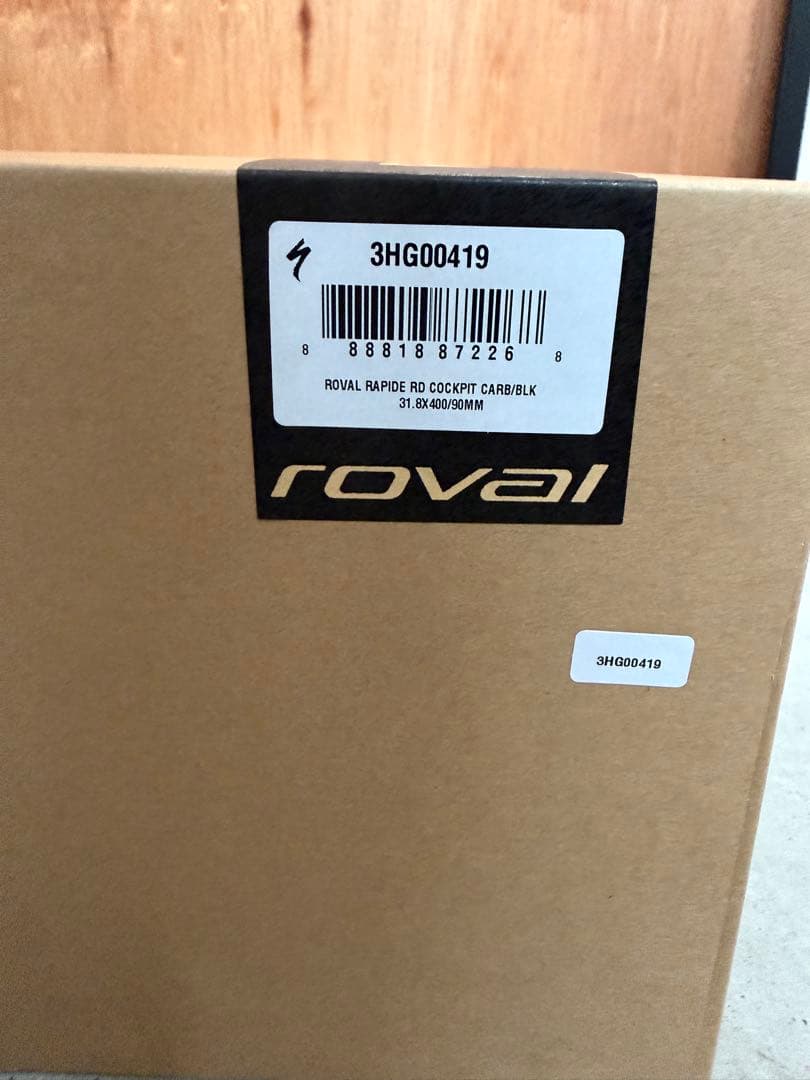 3HG00419
8 88818 87226 8
ROVAL RAPIDE RD COCKPIT CARB/BLK
31.8X400/90MM
roval
3HG00419